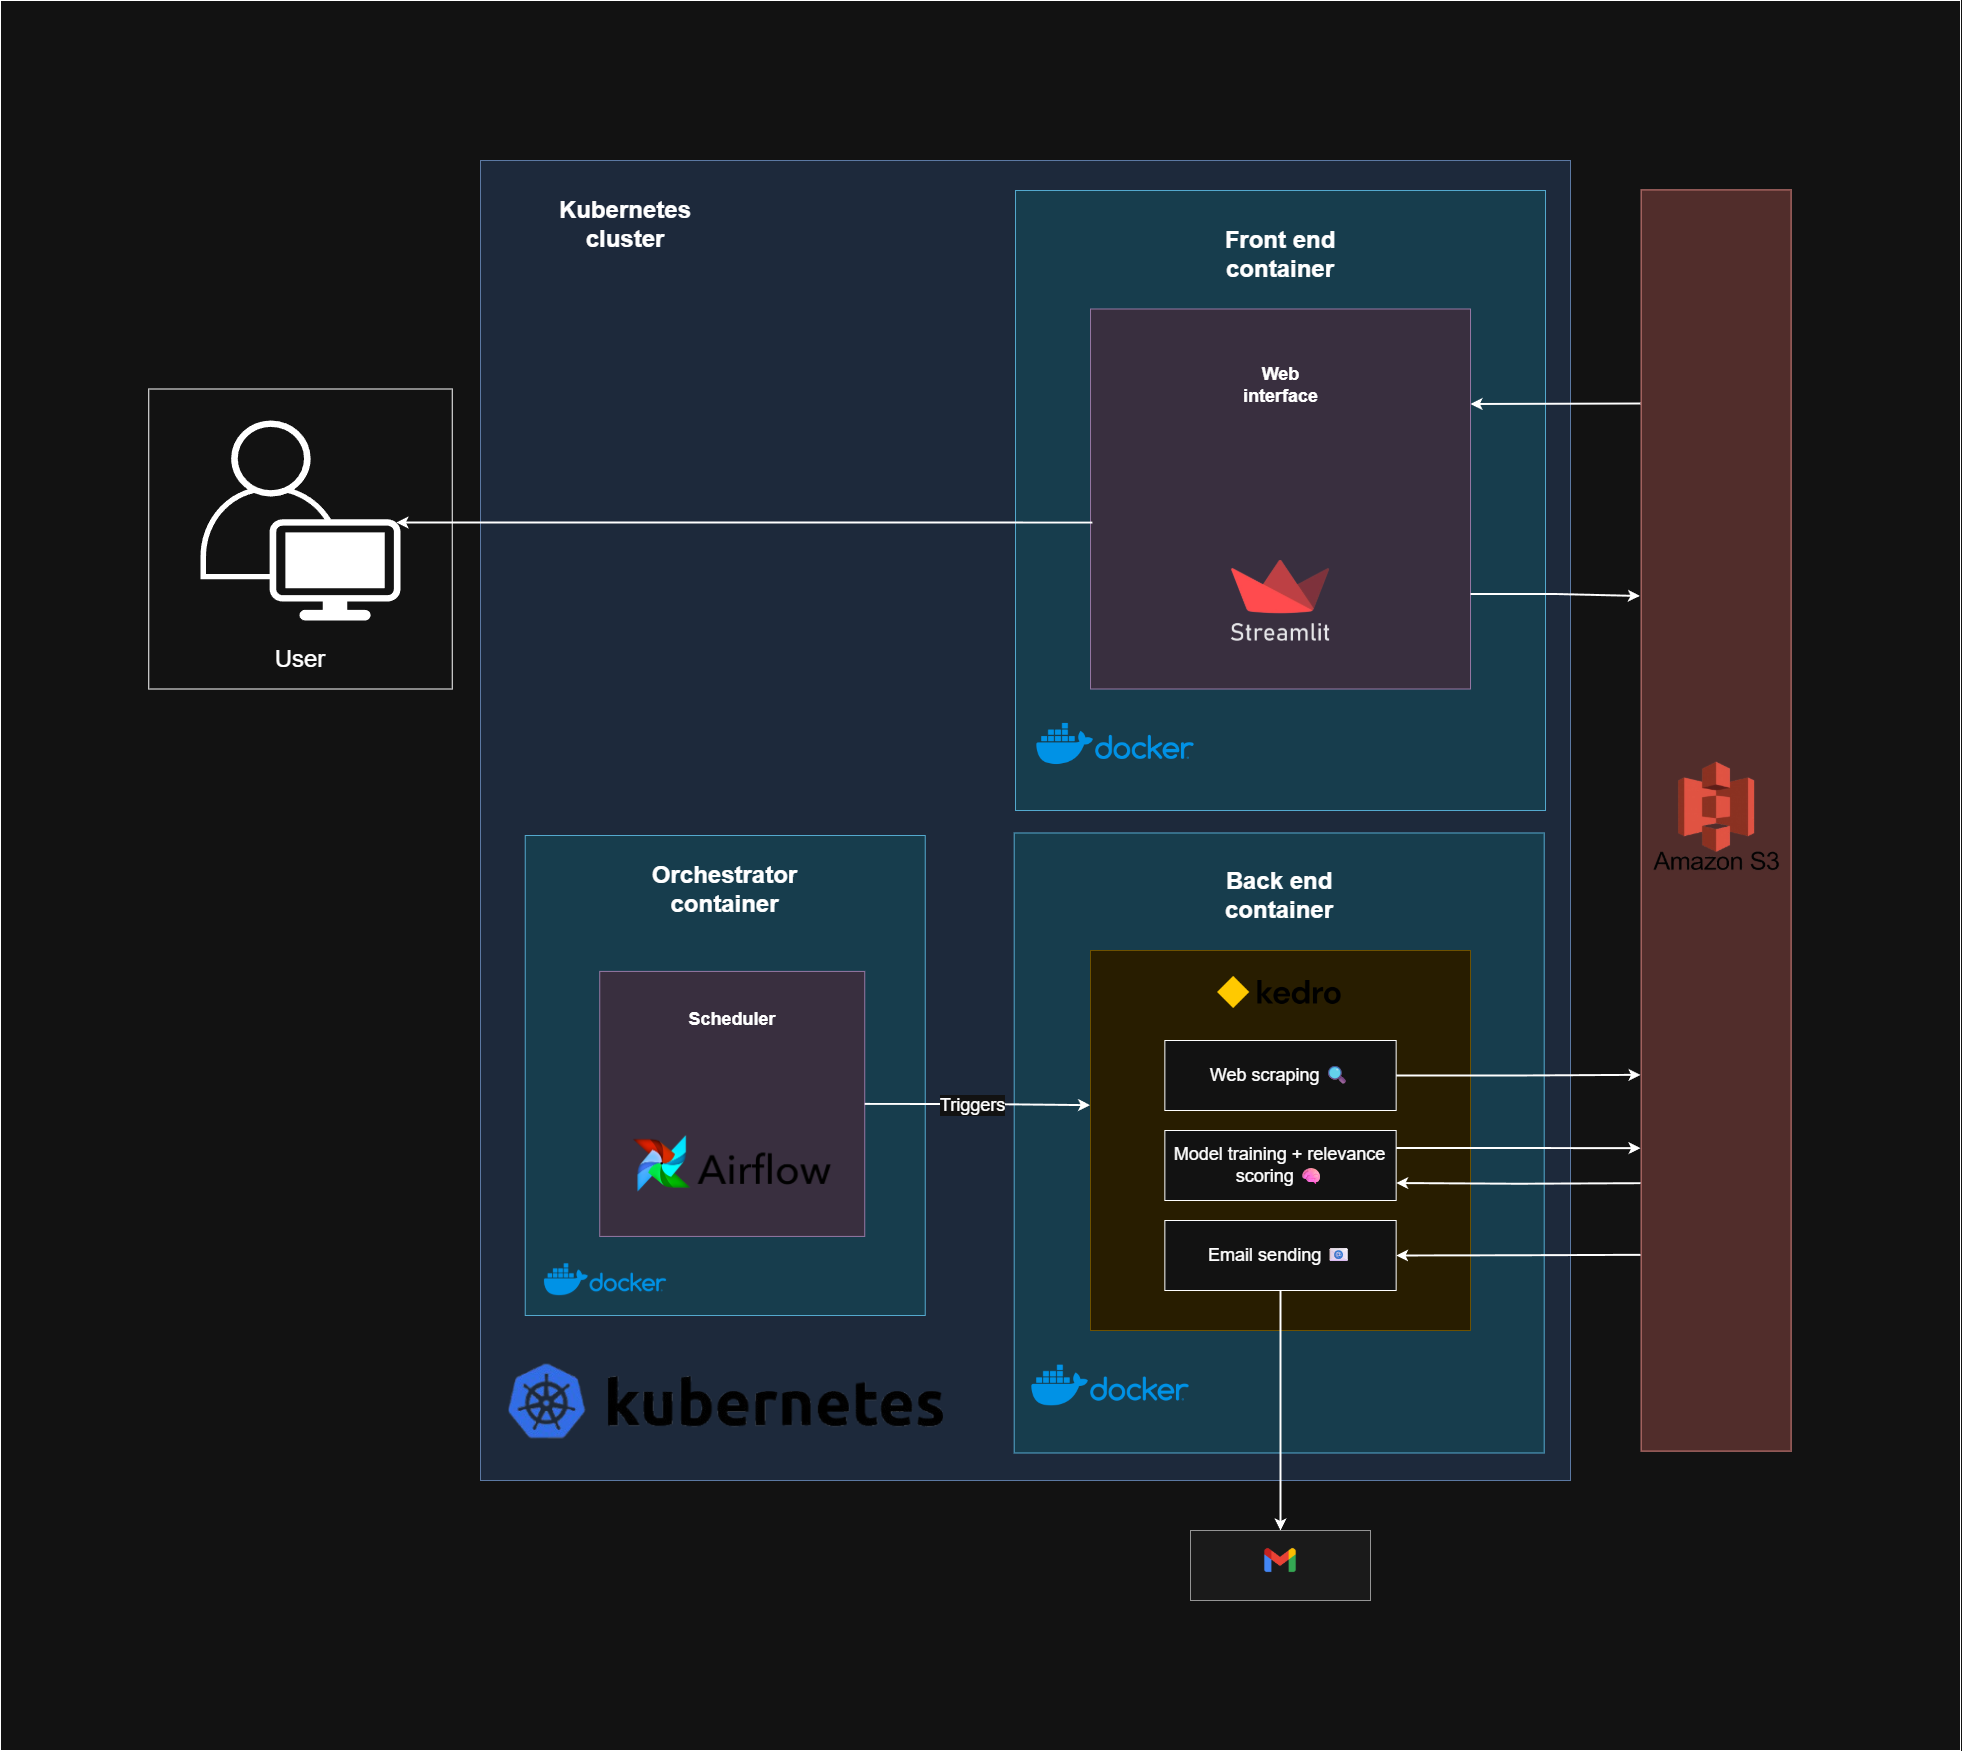 Kubernetes
cluster
Front end
container
Web
interface
Streamlit
docker
User
Amazon S3
Orchestrator
container
Scheduler
Airflow
docker
Triggers
Back end
container
kedro
Web scraping
Model training + relevance
scoring
Email sending
docker
kubernetes